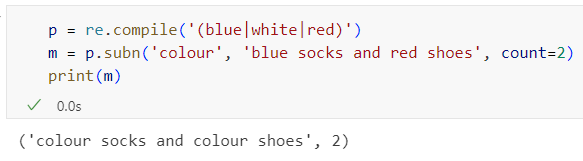 p = re.compile('(blue|white|red)')
m = p.subn('colour', 'blue socks and red shoes', count=2)
print(m)
0.0s
('colour socks and colour shoes', 2)